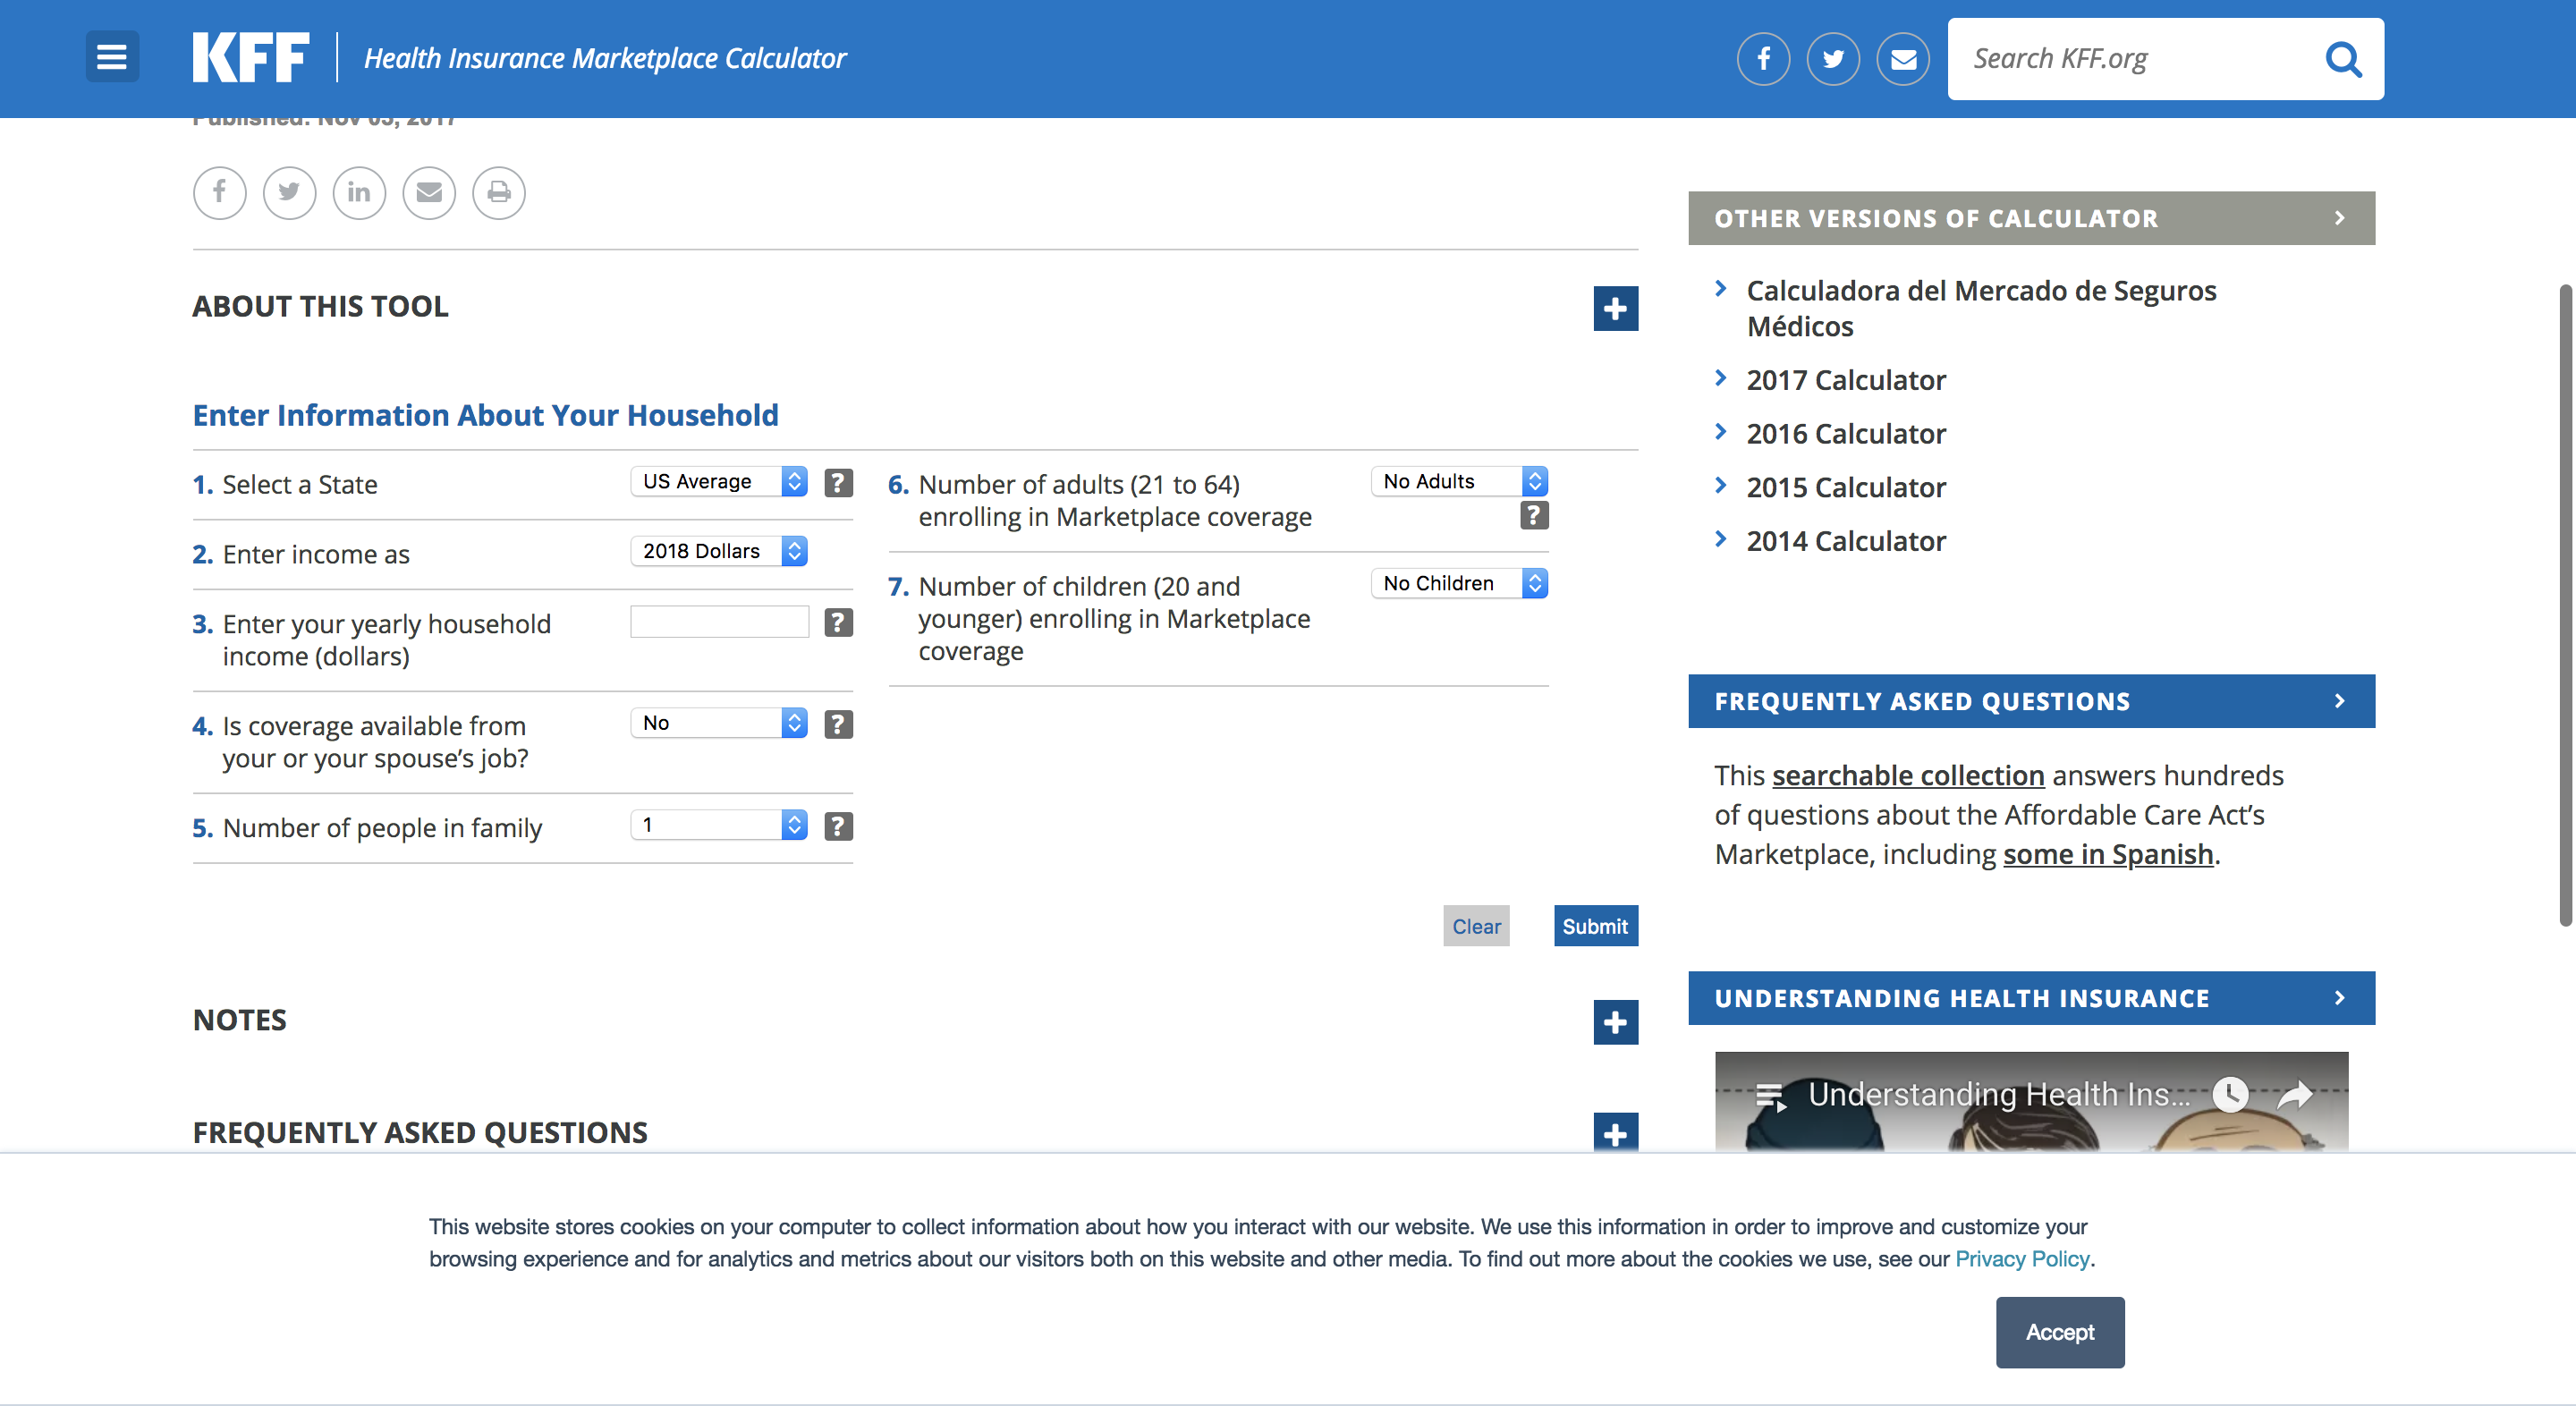 KFF
Health Insurance Marketplace Calculator
Search KFF.org
Published: Nov 03, 2017
ABOUT THIS TOOL
Enter Information About Your Household
1. Select a State
US Average
?
2. Enter income as
2018 Dollars
3. Enter your yearly household
income (dollars)
?
4. Is coverage available from
your or your spouse’s job?
No
?
5. Number of people in family
1
?
6. Number of adults (21 to 64)
enrolling in Marketplace coverage
No Adults
?
7. Number of children (20 and
younger) enrolling in Marketplace
coverage
No Children
Clear
Submit
NOTES
FREQUENTLY ASKED QUESTIONS
OTHER VERSIONS OF CALCULATOR
Calculadora del Mercado de Seguros
Médicos
2017 Calculator
2016 Calculator
2015 Calculator
2014 Calculator
FREQUENTLY ASKED QUESTIONS
This searchable collection answers hundreds
of questions about the Affordable Care Act’s
Marketplace, including some in Spanish.
UNDERSTANDING HEALTH INSURANCE
Understanding Health Ins...
This website stores cookies on your computer to collect information about how you interact with our website. We use this information in order to improve and customize your
browsing experience and for analytics and metrics about our visitors both on this website and other media. To find out more about the cookies we use, see our Privacy Policy.
Accept